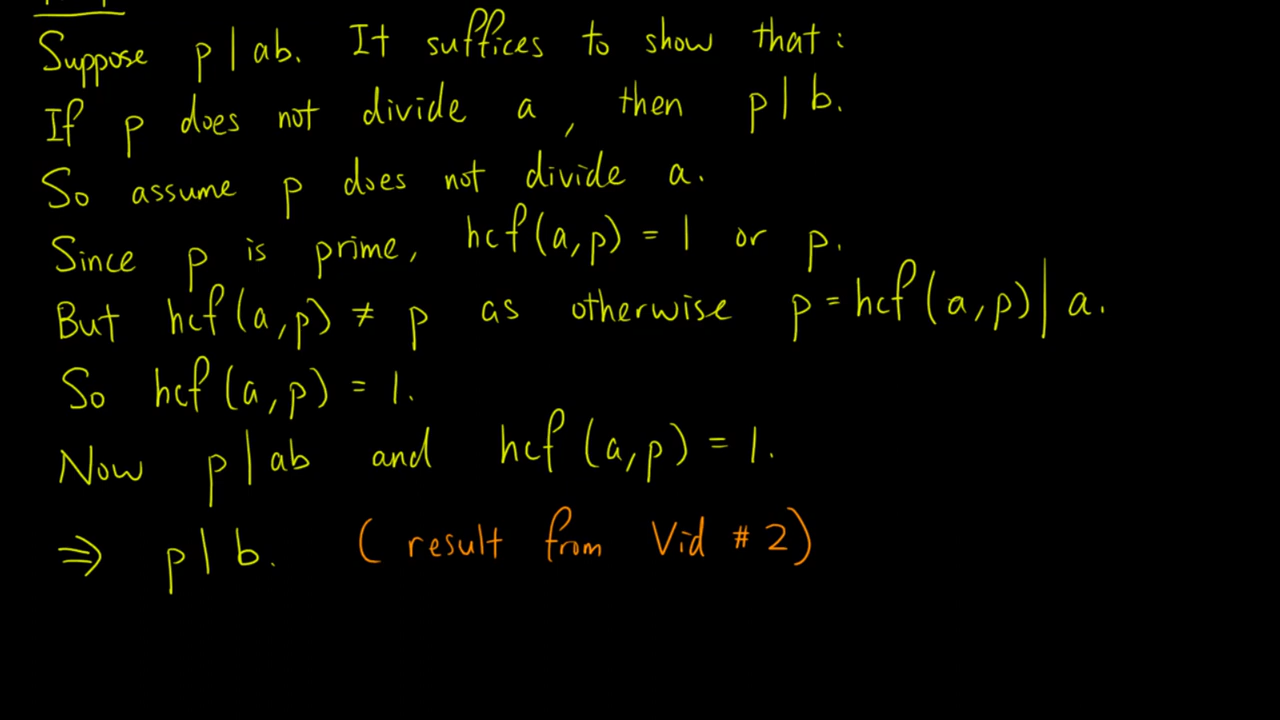 Suppose p | ab. It suffices to show that:
If p does not divide a, then p | b.
So assume p does not divide a.
Since p is prime, hcf(a,p) = 1 or p.
But hcf(a,p) ≠ p as otherwise p = hcf(a,p) | a.
So hcf(a,p) = 1.
Now p | ab and hcf(a,p) = 1.
⇒ p | b. (result from Vid # 2)